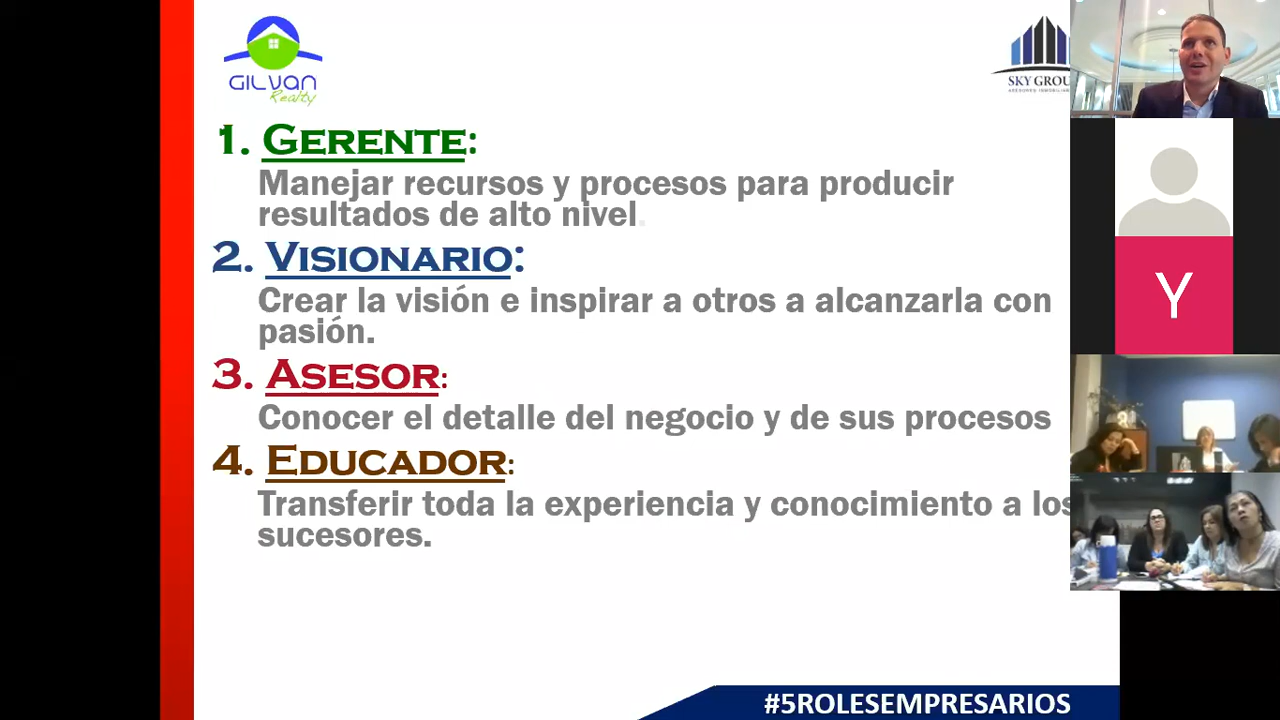 GILVAN
Realty
SKY GROU
ASESORES INMOBILIAR
1. GERENTE:
Manejar recursos y procesos para producir
resultados de alto nivel.
2. VISIONARIO:
Crear la visión e inspirar a otros a alcanzarla con
pasión.
3. ASESOR:
Conocer el detalle del negocio y de sus procesos
4. EDUCADOR:
Transferir toda la experiencia y conocimiento a los
sucesores.
Y
#5ROLESEMPRESARIOS